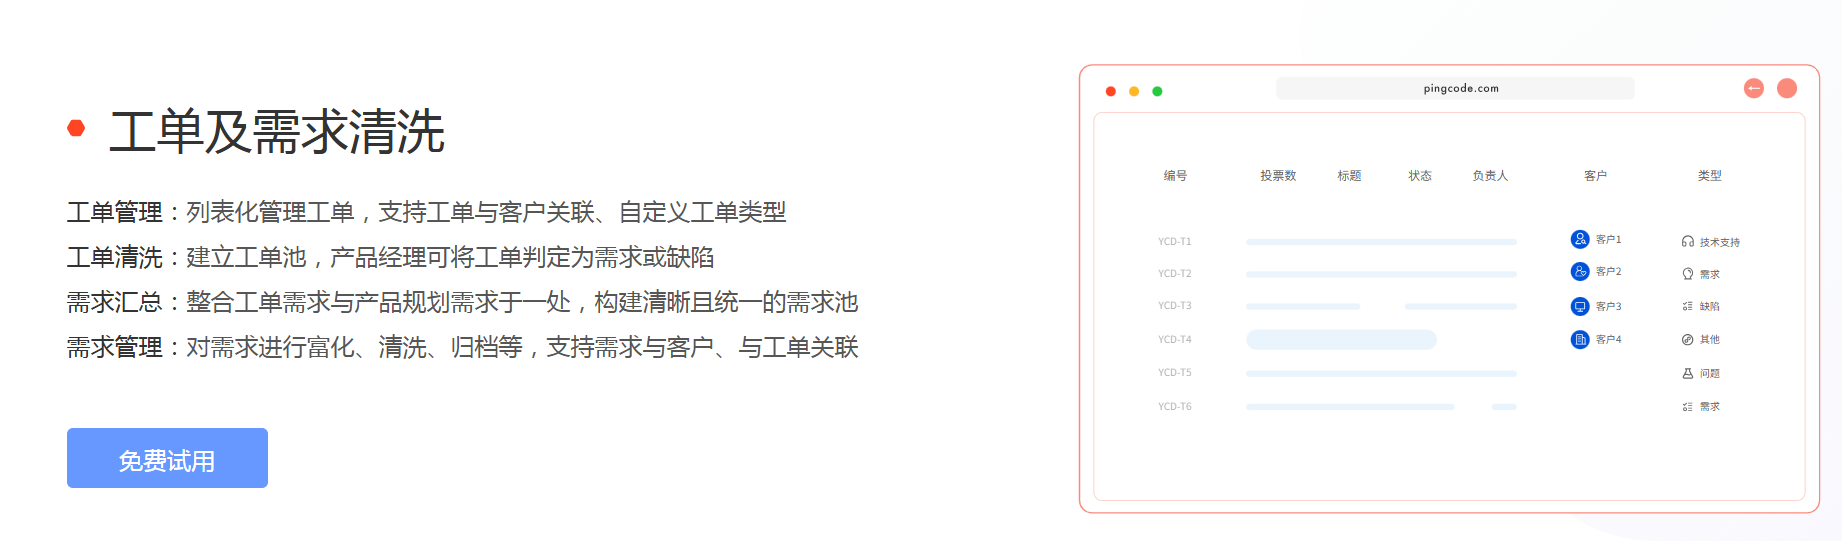 工单及需求清洗
工单管理：列表化管理工单，支持工单与客户关联、自定义工单类型
工单清洗：建立工单池，产品经理可将工单判定为需求或缺陷
需求汇总：整合工单需求与产品规划需求于一处，构建清晰且统一的需求池
需求管理：对需求进行富化、清洗、归档等，支持需求与客户、与工单关联
免费试用
pingcode.com
编号 投票数 标题 状态 负责人 客户 类型
YCD-T1 客户1 技术支持
YCD-T2 客户2 需求
YCD-T3 客户3 缺陷
YCD-T4 客户4 其他
YCD-T5 问题
YCD-T6 需求